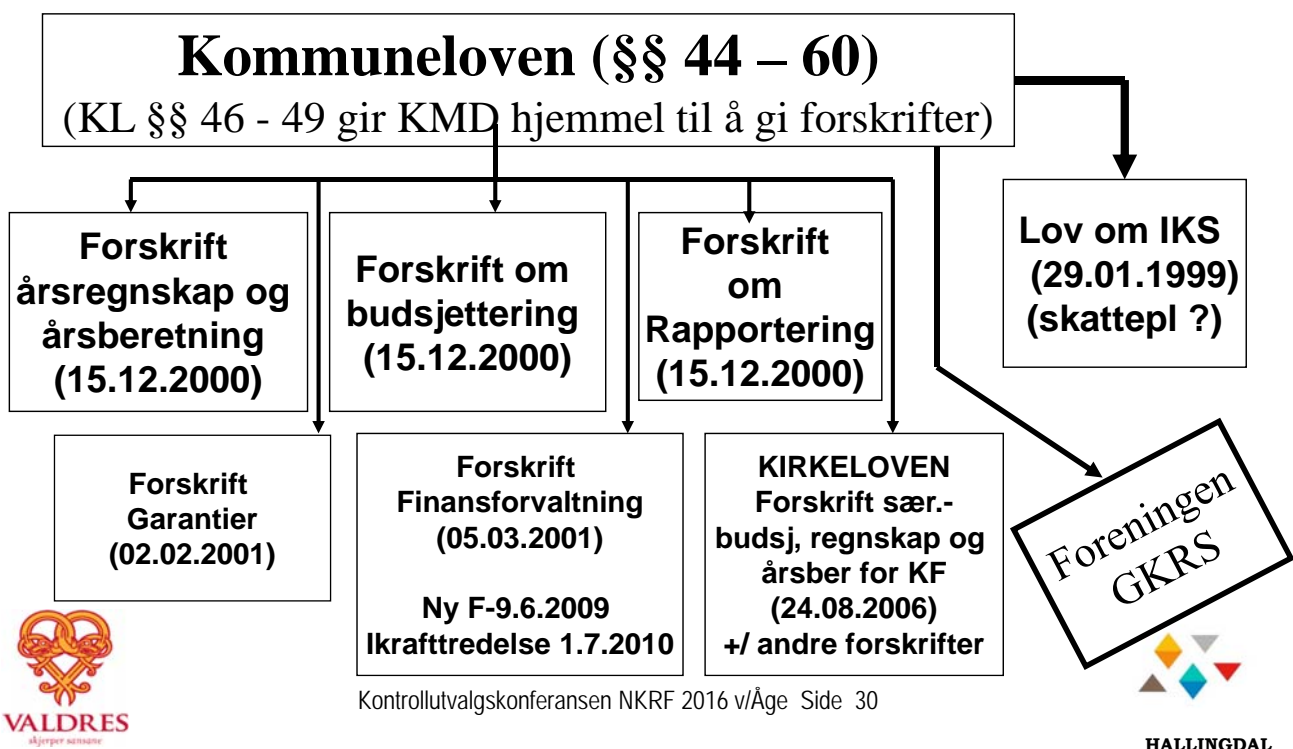 Kommuneloven (§§ 44 – 60)
(KL §§ 46 - 49 gir KMD hjemmel til å gi forskrifter)
Forskrift
årsregnskap og
årsberetning
(15.12.2000)
Forskrift om
budsjettering
(15.12.2000)
Forskrift
om
Rapportering
(15.12.2000)
Lov om IKS
(29.01.1999)
(skattepl ?)
Forskrift
Garantier
(02.02.2001)
Forskrift
Finansforvaltning
(05.03.2001)
Ny F-9.6.2009
Ikrafttredelse 1.7.2010
KIRKELOVEN
Forskrift sær.-
budsj, regnskap og
årsber for KF
(24.08.2006)
+/ andre forskrifter
Foreningen
GKRS
VALDRES
skjerper sansane
Kontrollutvalgskonferansen NKRF 2016 v/Åge Side 30
HALLINGDAL